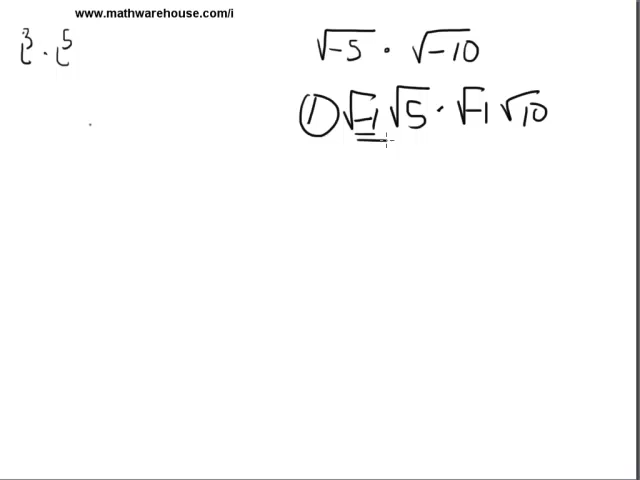 www.mathwarehouse.com/i
i³ · i⁵
√-5 · √-10
① √-1 √5 · √-1 √10